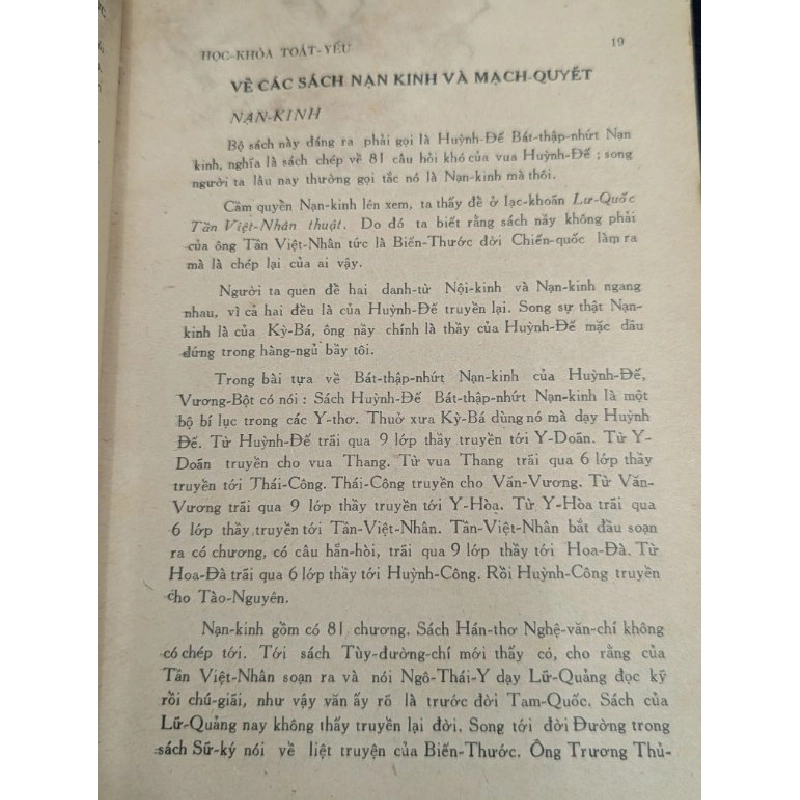 HỌC-KHÓA TOÁT-YẾU 19
VỀ CÁC SÁCH NẠN KINH VÀ MẠCH-QUYẾT
NẠN-KINH
Bộ sách này đáng ra phải gọi là Huỳnh-Đế Bát-thập-nhứt Nạn
kinh, nghĩa là sách chép về 81 câu hỏi khó của vua Huỳnh-Đế ; song
người ta lâu nay thường gọi tắc nó là Nạn-kinh mà thôi.
Cầm quyền Nạn-kinh lên xem, ta thấy đề ở lạc-khoản Lư-Quốc
Tần Việt-Nhân thuật. Do đó ta biết rằng sách nầy không phải
của ông Tần Việt-Nhân tức là Biển-Thước đời Chiến-quốc làm ra
mà là chép lại của ai vậy.
Người ta quen đề hai danh-từ Nội-kinh và Nạn-kinh ngang
nhau, vì cả hai đều là của Huỳnh-Đế truyền lại. Song sự thật Nạn-
kinh là của Kỳ-Bá, ông nầy chính là thầy của Huỳnh-Đế mặc dầu
đứng trong hàng-ngủ bầy tôi.
Trong bài tựa về Bát-thập-nhứt Nạn-kinh của Huỳnh-Đế,
Vương-Bột có nói : Sách Huỳnh-Đế Bát-thập-nhứt Nạn-kinh là một
bộ bí lục trong các Y-thơ. Thuở xưa Kỳ-Bá dùng nó mà dạy Huỳnh
Đế. Từ Huỳnh-Đế trãi qua 9 lớp thầy truyền tới Y-Doãn. Từ Y-
Doãn truyền cho vua Thang. Từ vua Thang trãi qua 6 lớp thầy
truyền tới Thái-Công. Thái-Công truyền cho Văn-Vương. Từ Văn-
Vương trãi qua 9 lớp thầy truyền tới Y-Hòa. Từ Y-Hòa trãi qua
6 lớp thầy truyền tới Tần-Việt-Nhân. Tần-Việt-Nhân bắt đầu soạn
ra có chương, có câu hẳn-hòi, trãi qua 9 lớp thầy tới Hoa-Đà. Từ
Hoa-Đà trãi qua 6 lớp thầy tới Huỳnh-Công. Rồi Huỳnh-Công truyền
cho Tào-Nguyên.
Nạn-kinh gồm có 81 chương, Sách Hán-thơ Nghệ-văn-chí không
có chép tới. Tới sách Tùy-đường-chí mới thấy có, cho rằng của
Tần Việt-Nhân soạn ra và nói Ngô-Thái-Y dạy Lữ-Quảng đọc kỹ
rồi chú-giải, như vậy văn ấy rõ là trước đời Tam-Quốc. Sách của
Lữ-Quảng nay không thấy truyền lại đời. Song tới đời Đường trong
sách Sử-ký nói về liệt truyện của Biển-Thước. Ông Trương Thủ-